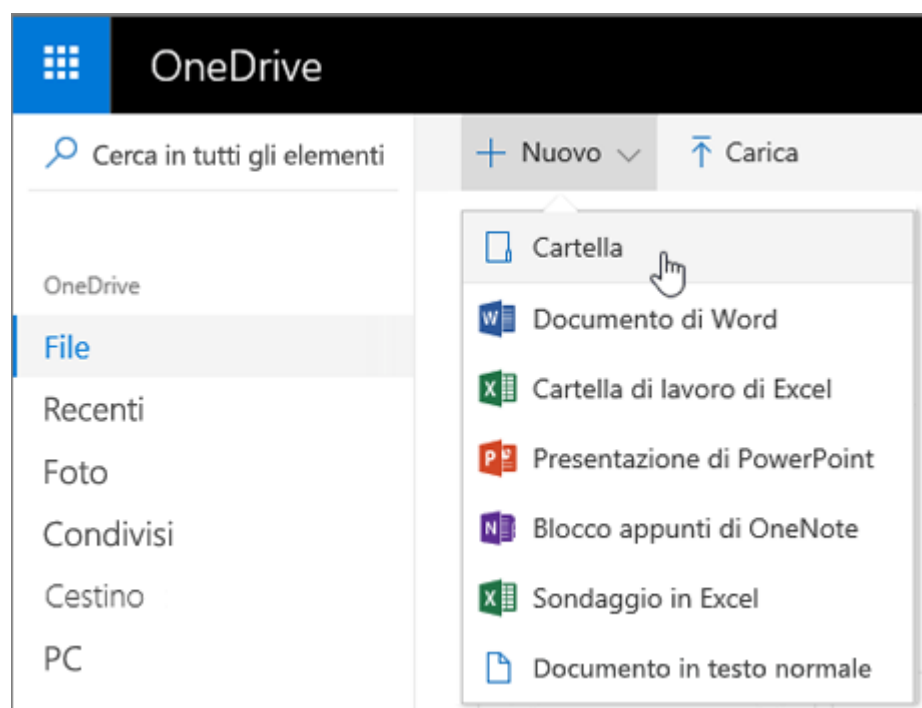 OneDrive
Cerca in tutti gli elementi
Nuovo
Carica
OneDrive
File
Recenti
Foto
Condivisi
Cestino
PC
Cartella
Documento di Word
Cartella di lavoro di Excel
Presentazione di PowerPoint
Blocco appunti di OneNote
Sondaggio in Excel
Documento in testo normale